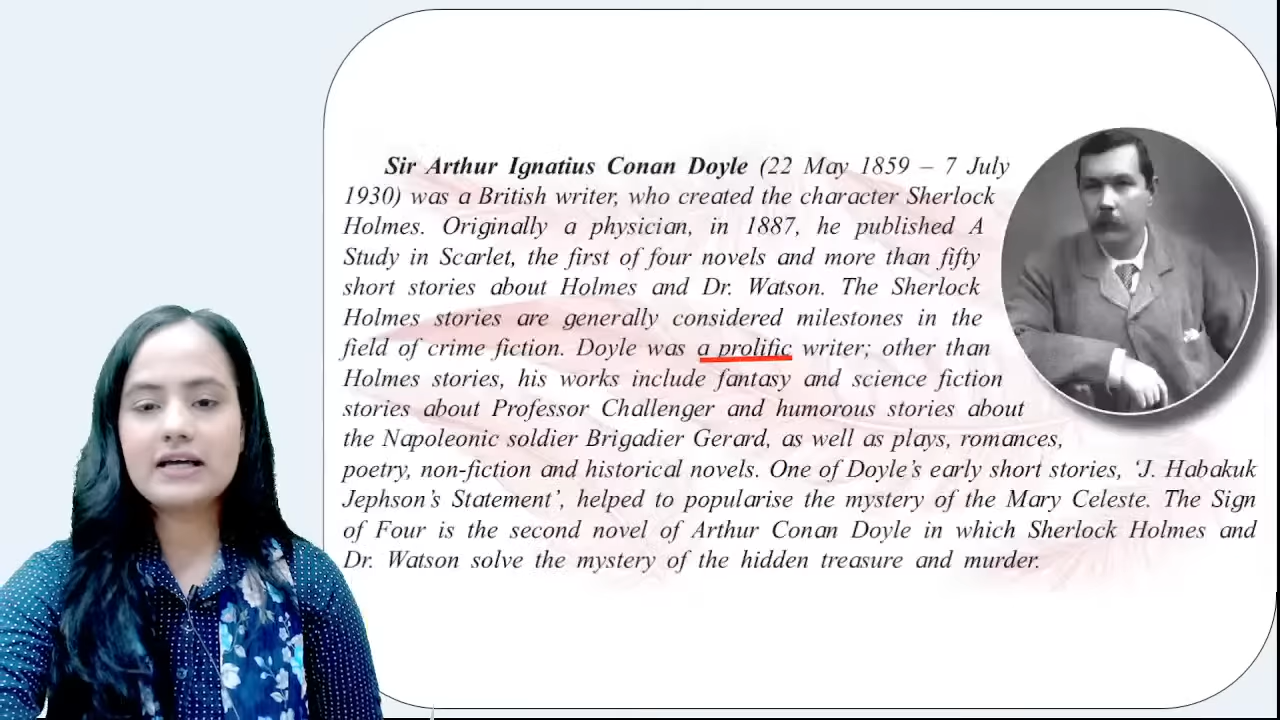 Sir Arthur Ignatius Conan Doyle (22 May 1859 – 7 July
1930) was a British writer, who created the character Sherlock
Holmes. Originally a physician, in 1887, he published A
Study in Scarlet, the first of four novels and more than fifty
short stories about Holmes and Dr. Watson. The Sherlock
Holmes stories are generally considered milestones in the
field of crime fiction. Doyle was a prolific writer; other than
Holmes stories, his works include fantasy and science fiction
stories about Professor Challenger and humorous stories about
the Napoleonic soldier Brigadier Gerard, as well as plays, romances,
poetry, non-fiction and historical novels. One of Doyle's early short stories, 'J. Habakuk
Jephson's Statement', helped to popularise the mystery of the Mary Celeste. The Sign
of Four is the second novel of Arthur Conan Doyle in which Sherlock Holmes and
Dr. Watson solve the mystery of the hidden treasure and murder.